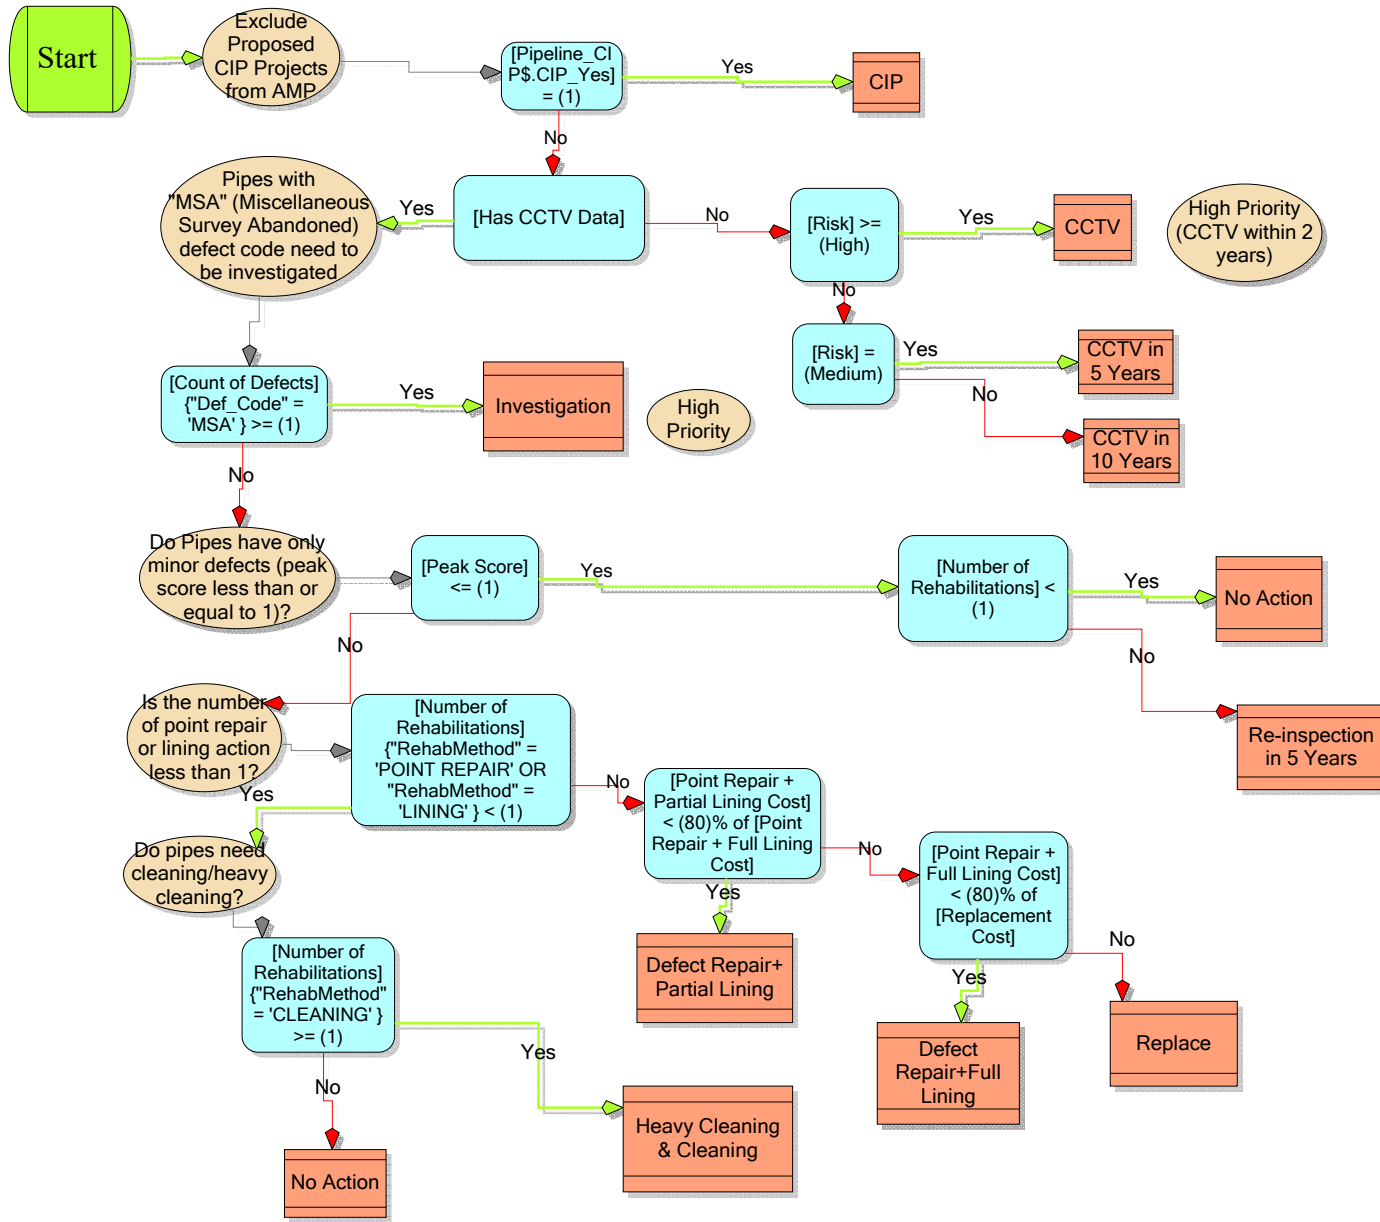 Start
Exclude
Proposed
CIP Projects
from AMP
[Pipeline_CI
P$.CIP_Yes]
= (1)
Yes
CIP
No
Pipes with
"MSA" (Miscellaneous
Survey Abandoned)
defect code need to
be investigated
Yes
[Has CCTV Data]
No
[Risk] >=
(High)
Yes
CCTV
High Priority
(CCTV within 2
years)
No
[Risk] =
(Medium)
Yes
CCTV in
5 Years
No
CCTV in
10 Years
[Count of Defects]
{"Def_Code" =
'MSA' } >= (1)
Yes
Investigation
High
Priority
No
Do Pipes have only
minor defects (peak
score less than or
equal to 1)?
[Peak Score]
<= (1)
Yes
[Number of
Rehabilitations] <
(1)
Yes
No Action
No
Re-inspection
in 5 Years
No
Is the number
of point repair
or lining action
less than 1?
[Number of
Rehabilitations]
{"RehabMethod" =
'POINT REPAIR' OR
"RehabMethod" =
'LINING' } < (1)
No
[Point Repair +
Partial Lining Cost]
< (80)% of [Point
Repair + Full Lining
Cost]
No
[Point Repair +
Full Lining Cost]
< (80)% of
[Replacement
Cost]
No
Replace
Yes
Defect
Repair+Full
Lining
Yes
Defect Repair+
Partial Lining
Yes
Do pipes need
cleaning/heavy
cleaning?
[Number of
Rehabilitations]
{"RehabMethod"
= 'CLEANING' }
>= (1)
Yes
Heavy Cleaning
& Cleaning
No
No Action